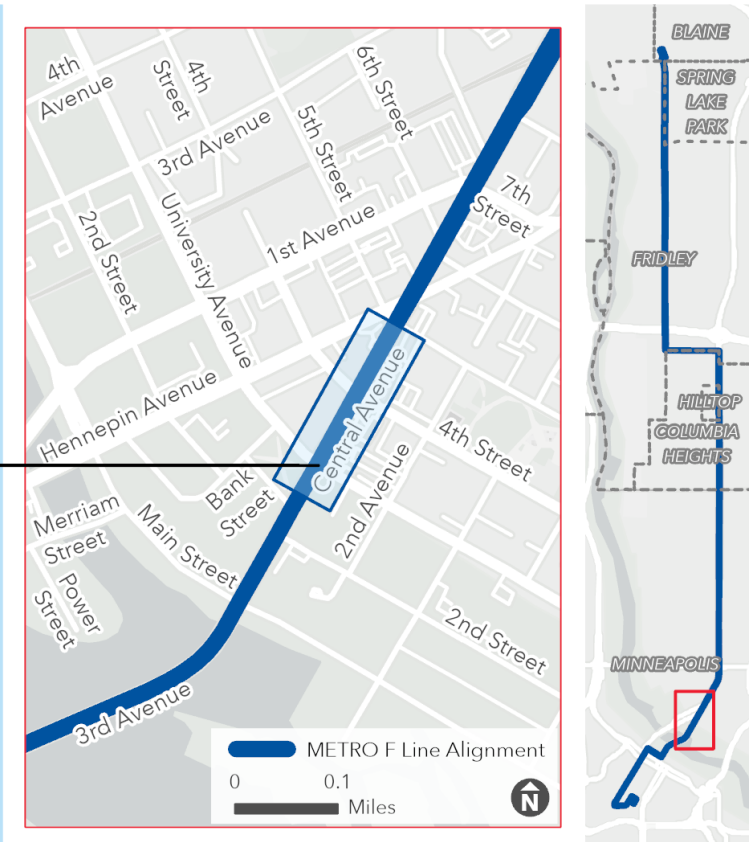 4th
Avenue
4th
Street
6th Street
3rd Avenue
5th Street
7th
Street
2nd Street
University Avenue
1st Avenue
Hennepin Avenue
Central Avenue
4th Street
Bank
Street
2nd Avenue
Merriam
Street
Main Street
Power
Street
2nd Street
3rd Avenue
METRO F Line Alignment
0 0.1
Miles
N
BLAINE
SPRING
LAKE
PARK
FRIDLEY
HILLTOP
COLUMBIA
HEIGHTS
MINNEAPOLIS